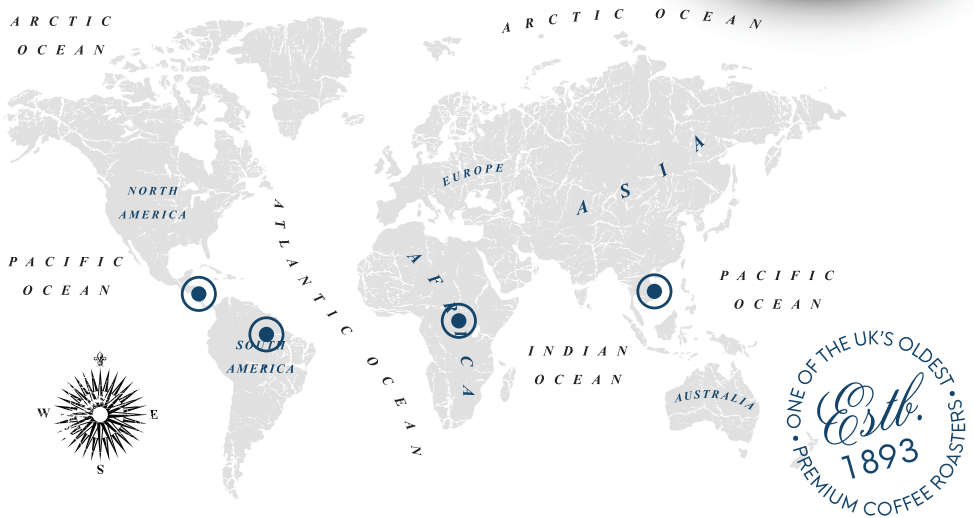 ARCTIC
OCEAN
ARCTIC OCEAN
NORTH
AMERICA
EUROPE
ASIA
ATLANTIC OCEAN
AFRICA
PACIFIC
OCEAN
PACIFIC
OCEAN
SOUTH
AMERICA
INDIAN
OCEAN
AUSTRALIA
W
E
S
• ONE OF THE UK'S OLDEST •
Estb.
1893
PREMIUM COFFEE ROASTERS